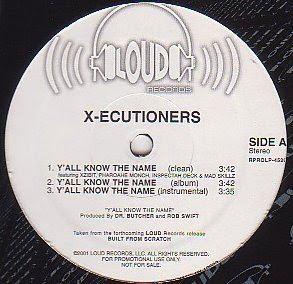 LOUD
RECORDS
X-ECUTIONERS
SIDE A
Stereo
1. Y'ALL KNOW THE NAME (clean) 3:42
featuring XZIBIT, PHAROAHE MONCH, INSPECTAH DECK & MAD SKILLZ
2. Y'ALL KNOW THE NAME (album) 3:42
3. Y'ALL KNOW THE NAME (instrumental) 3:35
"Y'ALL KNOW THE NAME"
Produced by DR. BUTCHER and ROB SWIFT
Taken from the forthcoming LOUD Records release
BUILT FROM SCRATCH
©2001 LOUD RECORDS, LLC. ALL RIGHTS RESERVED.
FOR PROMOTIONAL USE ONLY.
NOT FOR SALE.